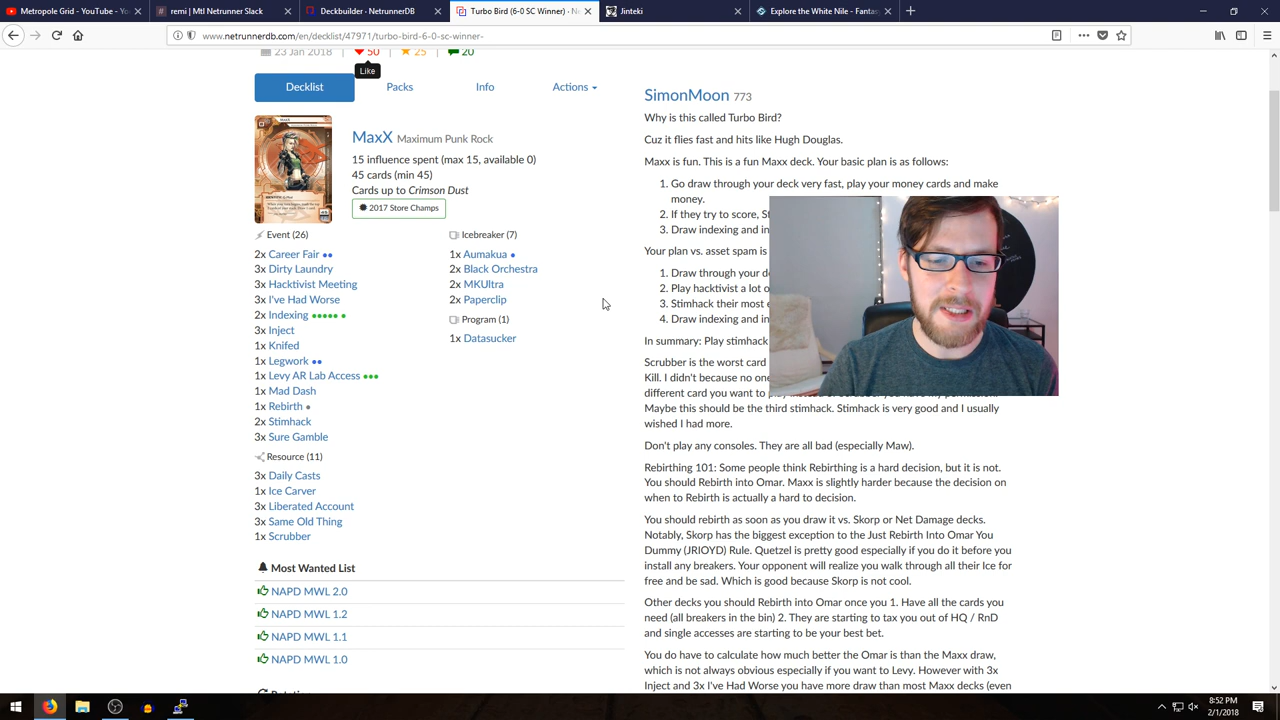 Metropole Grid - YouTube - Yo
remi | Mtl Netrunner Slack
Deckbuilder - NetrunnerDB
Turbo Bird (6-0 SC Winner) · N
Jinteki
Explore the White Nile - Fantas
www.netrunnerdb.com/en/decklist/47971/turbo-bird-6-0-sc-winner-
23 Jan 2018 | 50 | 25 | 20
Like
Decklist Packs Info Actions
MaxX Maximum Punk Rock
15 influence spent (max 15, available 0)
45 cards (min 45)
Cards up to Crimson Dust
2017 Store Champs
Event (26)
2x Career Fair ●●
3x Dirty Laundry
3x Hacktivist Meeting
3x I've Had Worse
2x Indexing ●●●●● ●
3x Inject
1x Knifed
1x Legwork ●●
1x Levy AR Lab Access ●●●
1x Mad Dash
1x Rebirth ●
2x Stimhack
3x Sure Gamble
Resource (11)
3x Daily Casts
1x Ice Carver
3x Liberated Account
3x Same Old Thing
1x Scrubber
Icebreaker (7)
1x Aumakua ●
2x Black Orchestra
2x MKUltra
2x Paperclip
Program (1)
1x Datasucker
Most Wanted List
NAPD MWL 2.0
NAPD MWL 1.2
NAPD MWL 1.1
NAPD MWL 1.0
SimonMoon 773
Why is this called Turbo Bird?
Cuz it flies fast and hits like Hugh Douglas.
Maxx is fun. This is a fun Maxx deck. Your basic plan is as follows:
1. Go draw through your deck very fast, play your money cards and make
money.
2. If they try to score, St
3. Draw indexing and in
Your plan vs. asset spam is
1. Draw through your d
2. Play hacktivist a lot o
3. Stimhack their most e
4. Draw indexing and in
In summary: Play stimhack
Scrubber is the worst card
Kill. I didn't because no one
different card you want to
Maybe this should be the third stimhack. Stimhack is very good and I usually
wished I had more.
Don't play any consoles. They are all bad (especially Maw).
Rebirthing 101: Some people think Rebirthing is a hard decision, but it is not.
You should Rebirth into Omar. Maxx is slightly harder because the decision on
when to Rebirth is actually a hard to decision.
You should rebirth as soon as you draw it vs. Skorp or Net Damage decks.
Notably, Skorp has the biggest exception to the Just Rebirth Into Omar You
Dummy (JRIOYD) Rule. Quetzel is pretty good especially if you do it before you
install any breakers. Your opponent will realize you walk through all their Ice for
free and be sad. Which is good because Skorp is not cool.
Other decks you should Rebirth into Omar once you 1. Have all the cards you
need (all breakers in the bin) 2. They are starting to tax you out of HQ / RnD
and single accesses are starting to be your best bet.
You do have to calculate how much better the Omar is than the Maxx draw,
which is not always obvious especially if you want to Levy. However with 3x
Inject and 3x I've Had Worse you have more draw than most Maxx decks (even
8:52 PM
2/1/2018